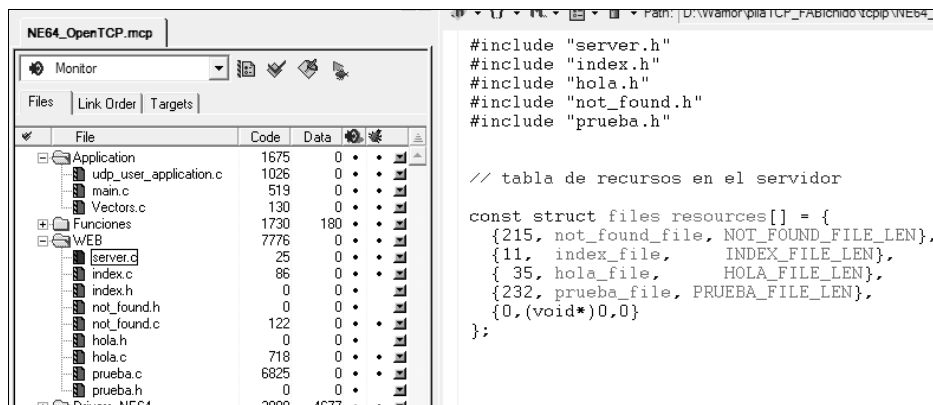 NE64_OpenTCP.mcp
Monitor
Files Link Order Targets
File Code Data
Application 1675 0
udp_user_application.c 1026 0
main.c 519 0
Vectors.c 130 0
Funciones 1730 180
WEB 7776 0
server.c 25 0
index.c 86 0
index.h 0 0
not_found.h 0 0
not_found.c 122 0
hola.h 0 0
hola.c 718 0
prueba.c 6825 0
prueba.h 0 0
Path:
#include "server.h"
#include "index.h"
#include "hola.h"
#include "not_found.h"
#include "prueba.h"
// tabla de recursos en el servidor
const struct files resources[] = {
{215, not_found_file, NOT_FOUND_FILE_LEN},
{11, index_file, INDEX_FILE_LEN},
{ 35, hola_file, HOLA_FILE_LEN},
{232, prueba_file, PRUEBA_FILE_LEN},
{0,(void*)0,0}
};